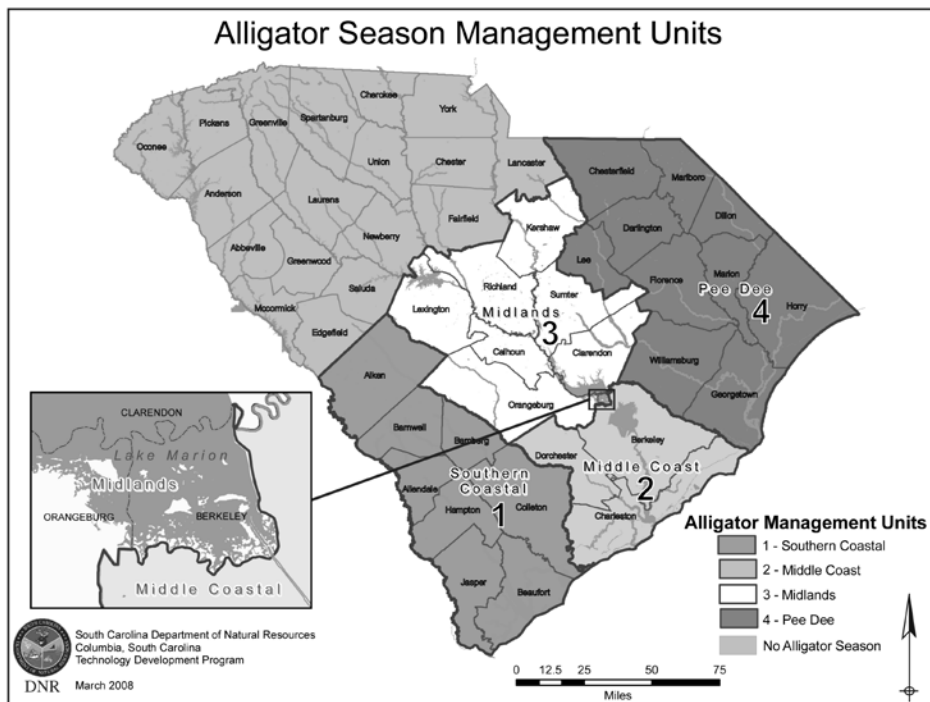 Alligator Season Management Units
Cherokee
York
Spartanburg
Greenville
Pickens
Oconee
Union
Chester
Lancaster
Anderson
Laurens
Fairfield
Newberry
Abbeville
Greenwood
Saluda
Mccormick
Edgefield
Chesterfield
Marlboro
Dillon
Darlington
Kershaw
Lee
Florence
Marion
Pee Dee
4
Horry
Richland
Sumter
Lexington
Midlands
3
Calhoun
Clarendon
Williamsburg
Georgetown
Aiken
Orangeburg
Barnwell
Bamberg
Berkeley
Dorchester
Middle Coast
2
Southern
Coastal
1
Allendale
Hampton
Colleton
Charleston
Jasper
Beaufort
CLARENDON
Lake Marion
Midlands
ORANGEBURG
BERKELEY
Middle Coastal
Alligator Management Units
1 - Southern Coastal
2 - Middle Coast
3 - Midlands
4 - Pee Dee
No Alligator Season
South Carolina Department of Natural Resources
Columbia, South Carolina
Technology Development Program
DNR
March 2008
0 12.5 25 50 75
Miles